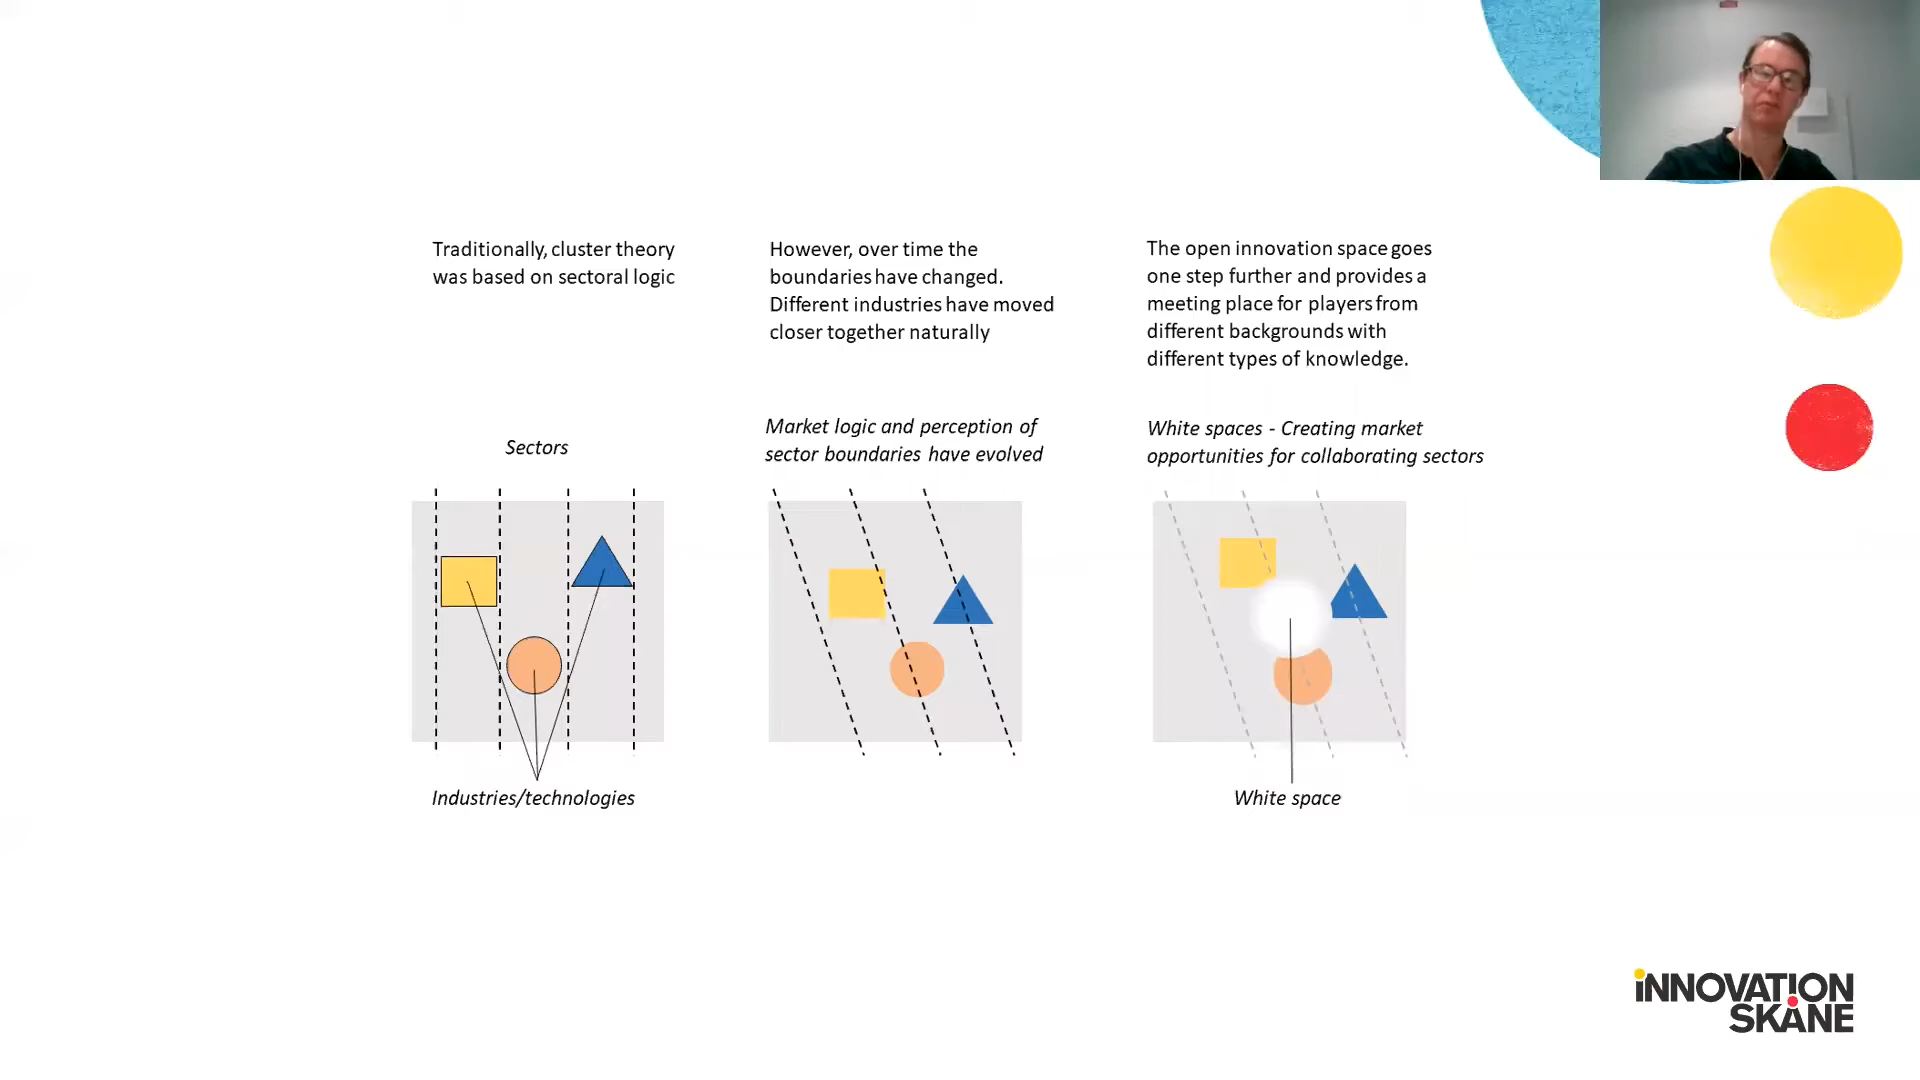 Traditionally, cluster theory
was based on sectoral logic
However, over time the
boundaries have changed.
Different industries have moved
closer together naturally
The open innovation space goes
one step further and provides a
meeting place for players from
different backgrounds with
different types of knowledge.
Sectors
Market logic and perception of
sector boundaries have evolved
White spaces - Creating market
opportunities for collaborating sectors
Industries/technologies
White space
INNOVATION
SKÅNE